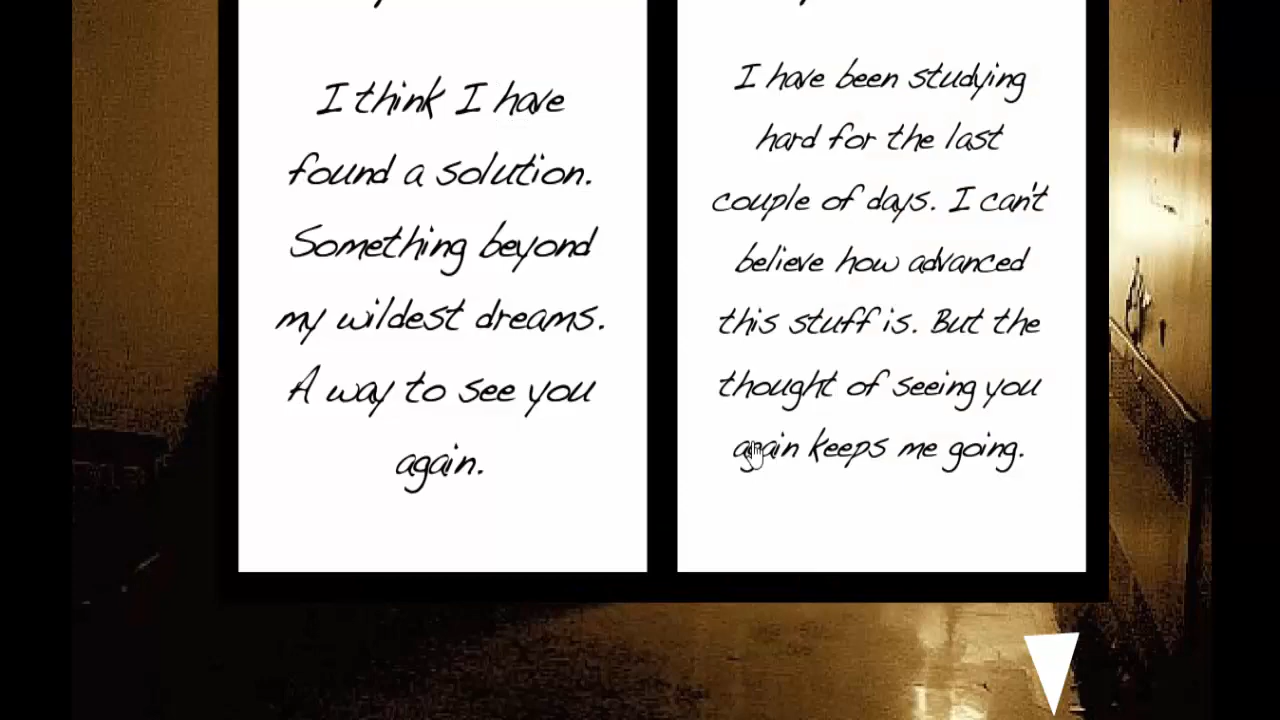 I think I have
found a solution.
Something beyond
my wildest dreams.
A way to see you
again.
I have been studying
hard for the last
couple of days. I can't
believe how advanced
this stuff is. But the
thought of seeing you
again keeps me going.